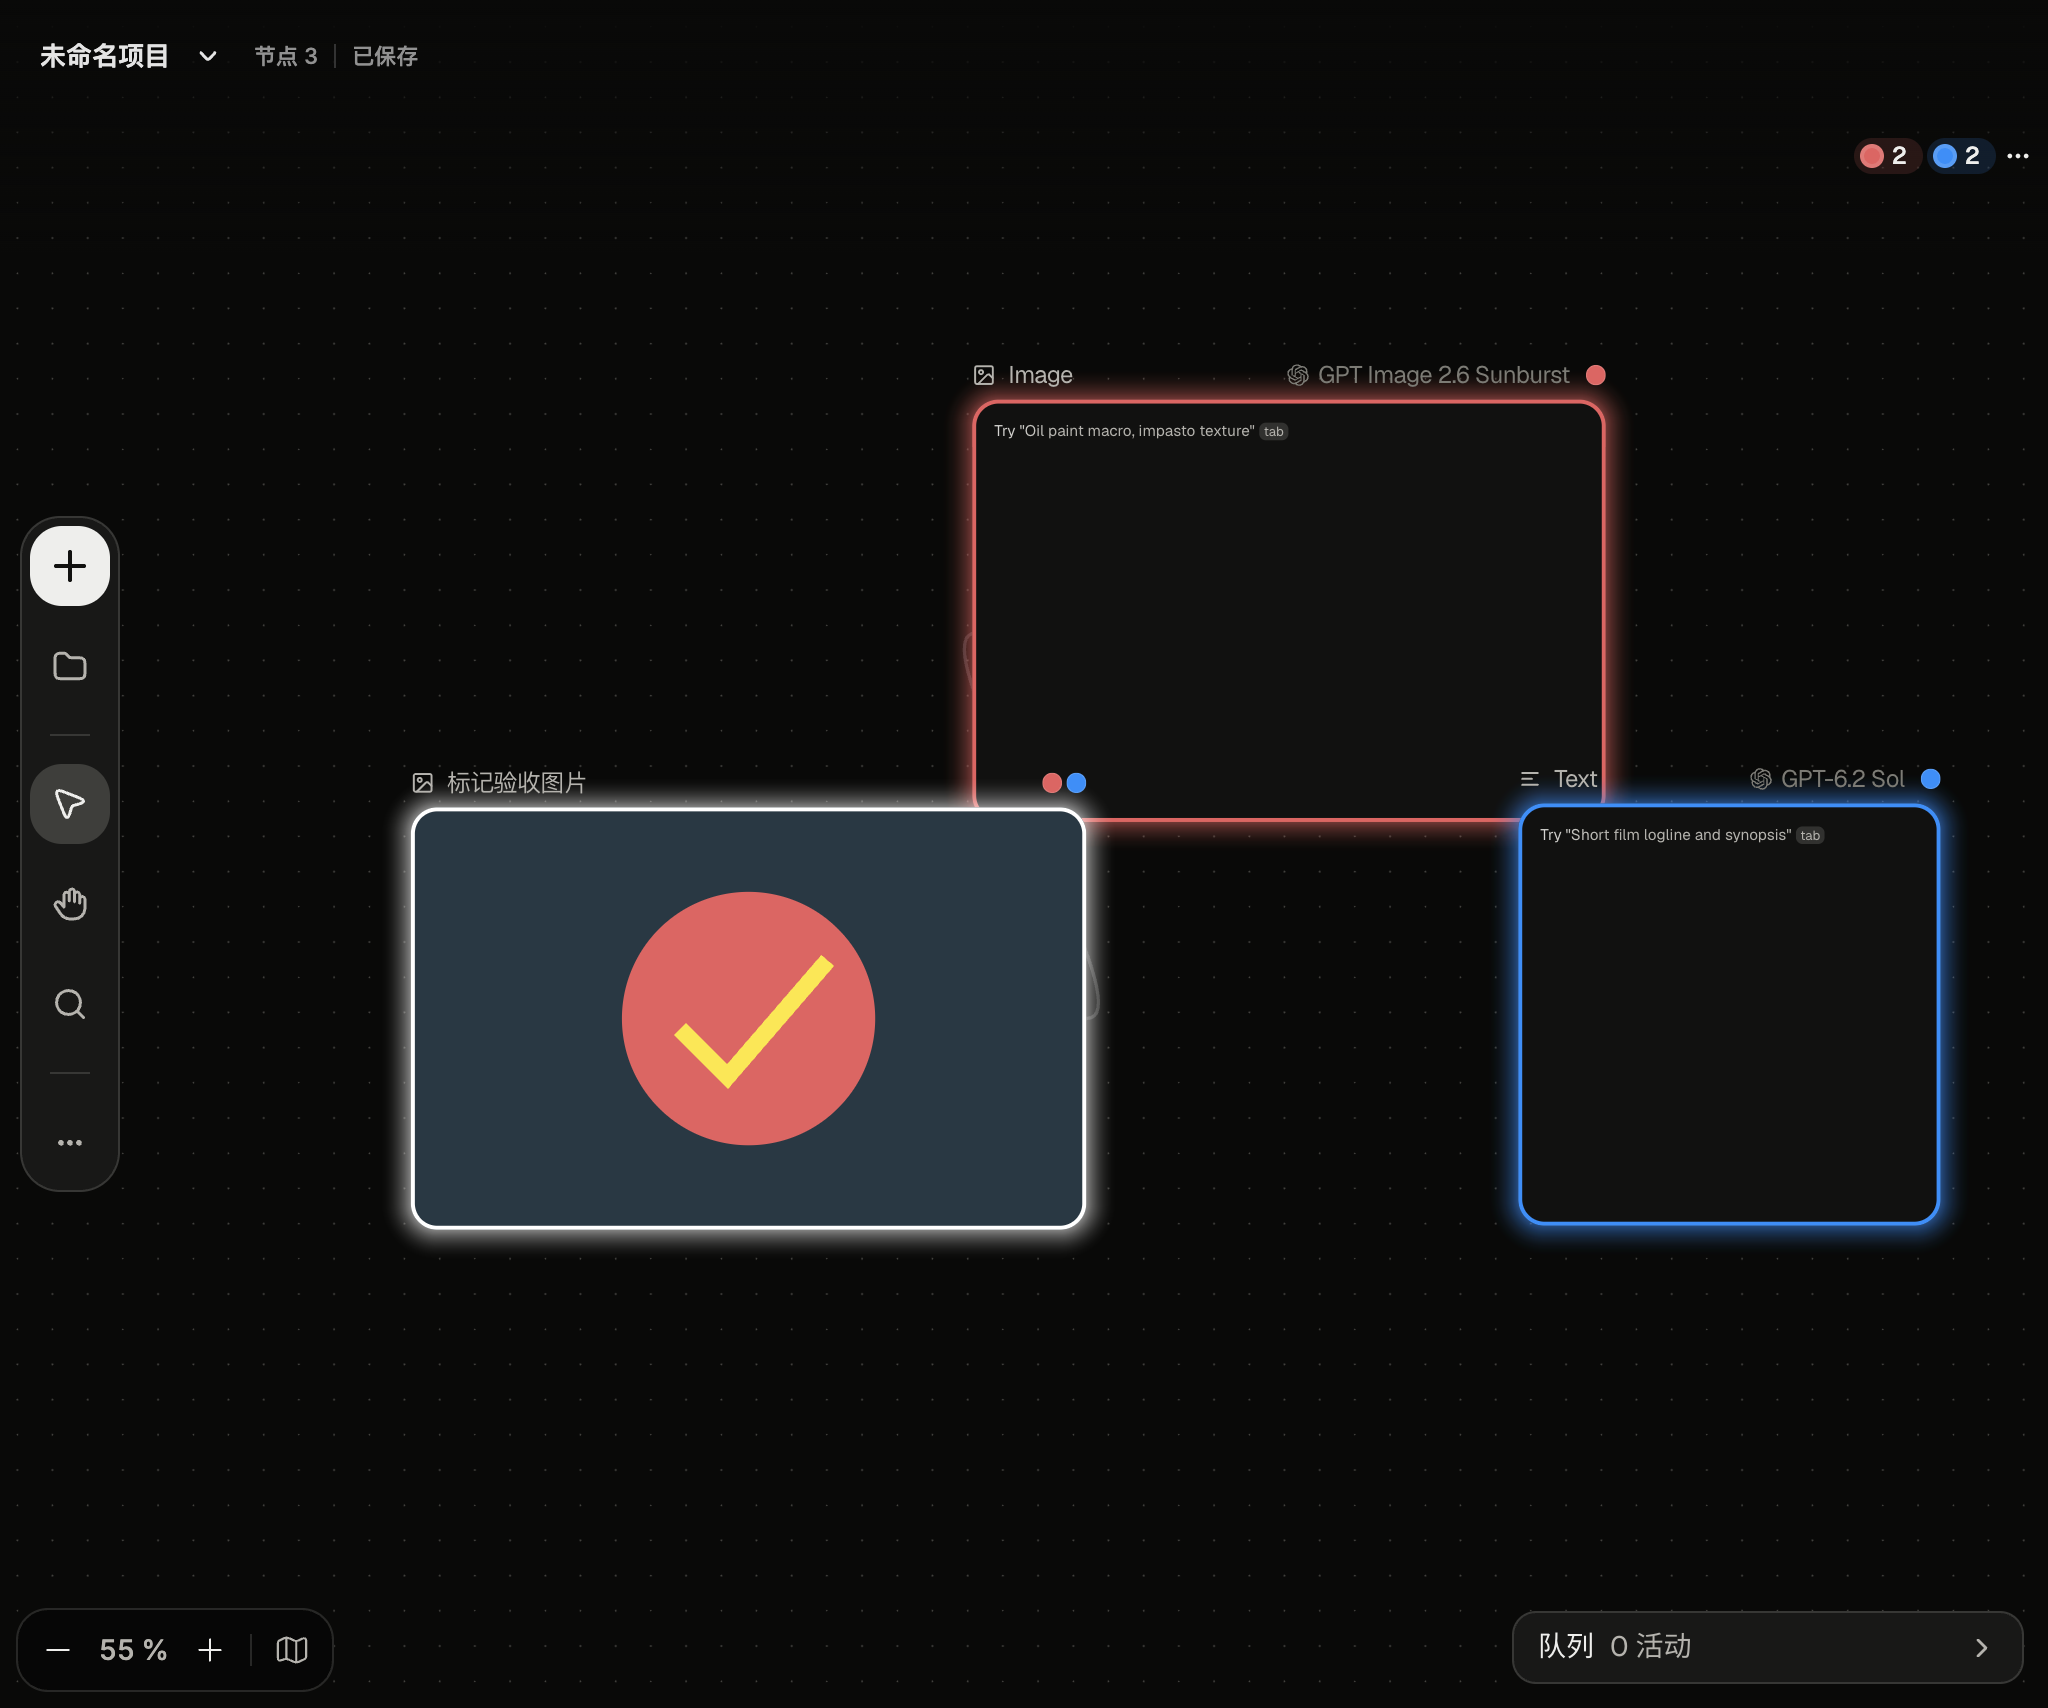 未命名项目 节点 3 已保存
2 2
Image GPT Image 2.6 Sunburst
Try "Oil paint macro, impasto texture" tab
标记验收图片
Text GPT-6.2 Sol
Try "Short film logline and synopsis" tab
55 %
队列 0 活动